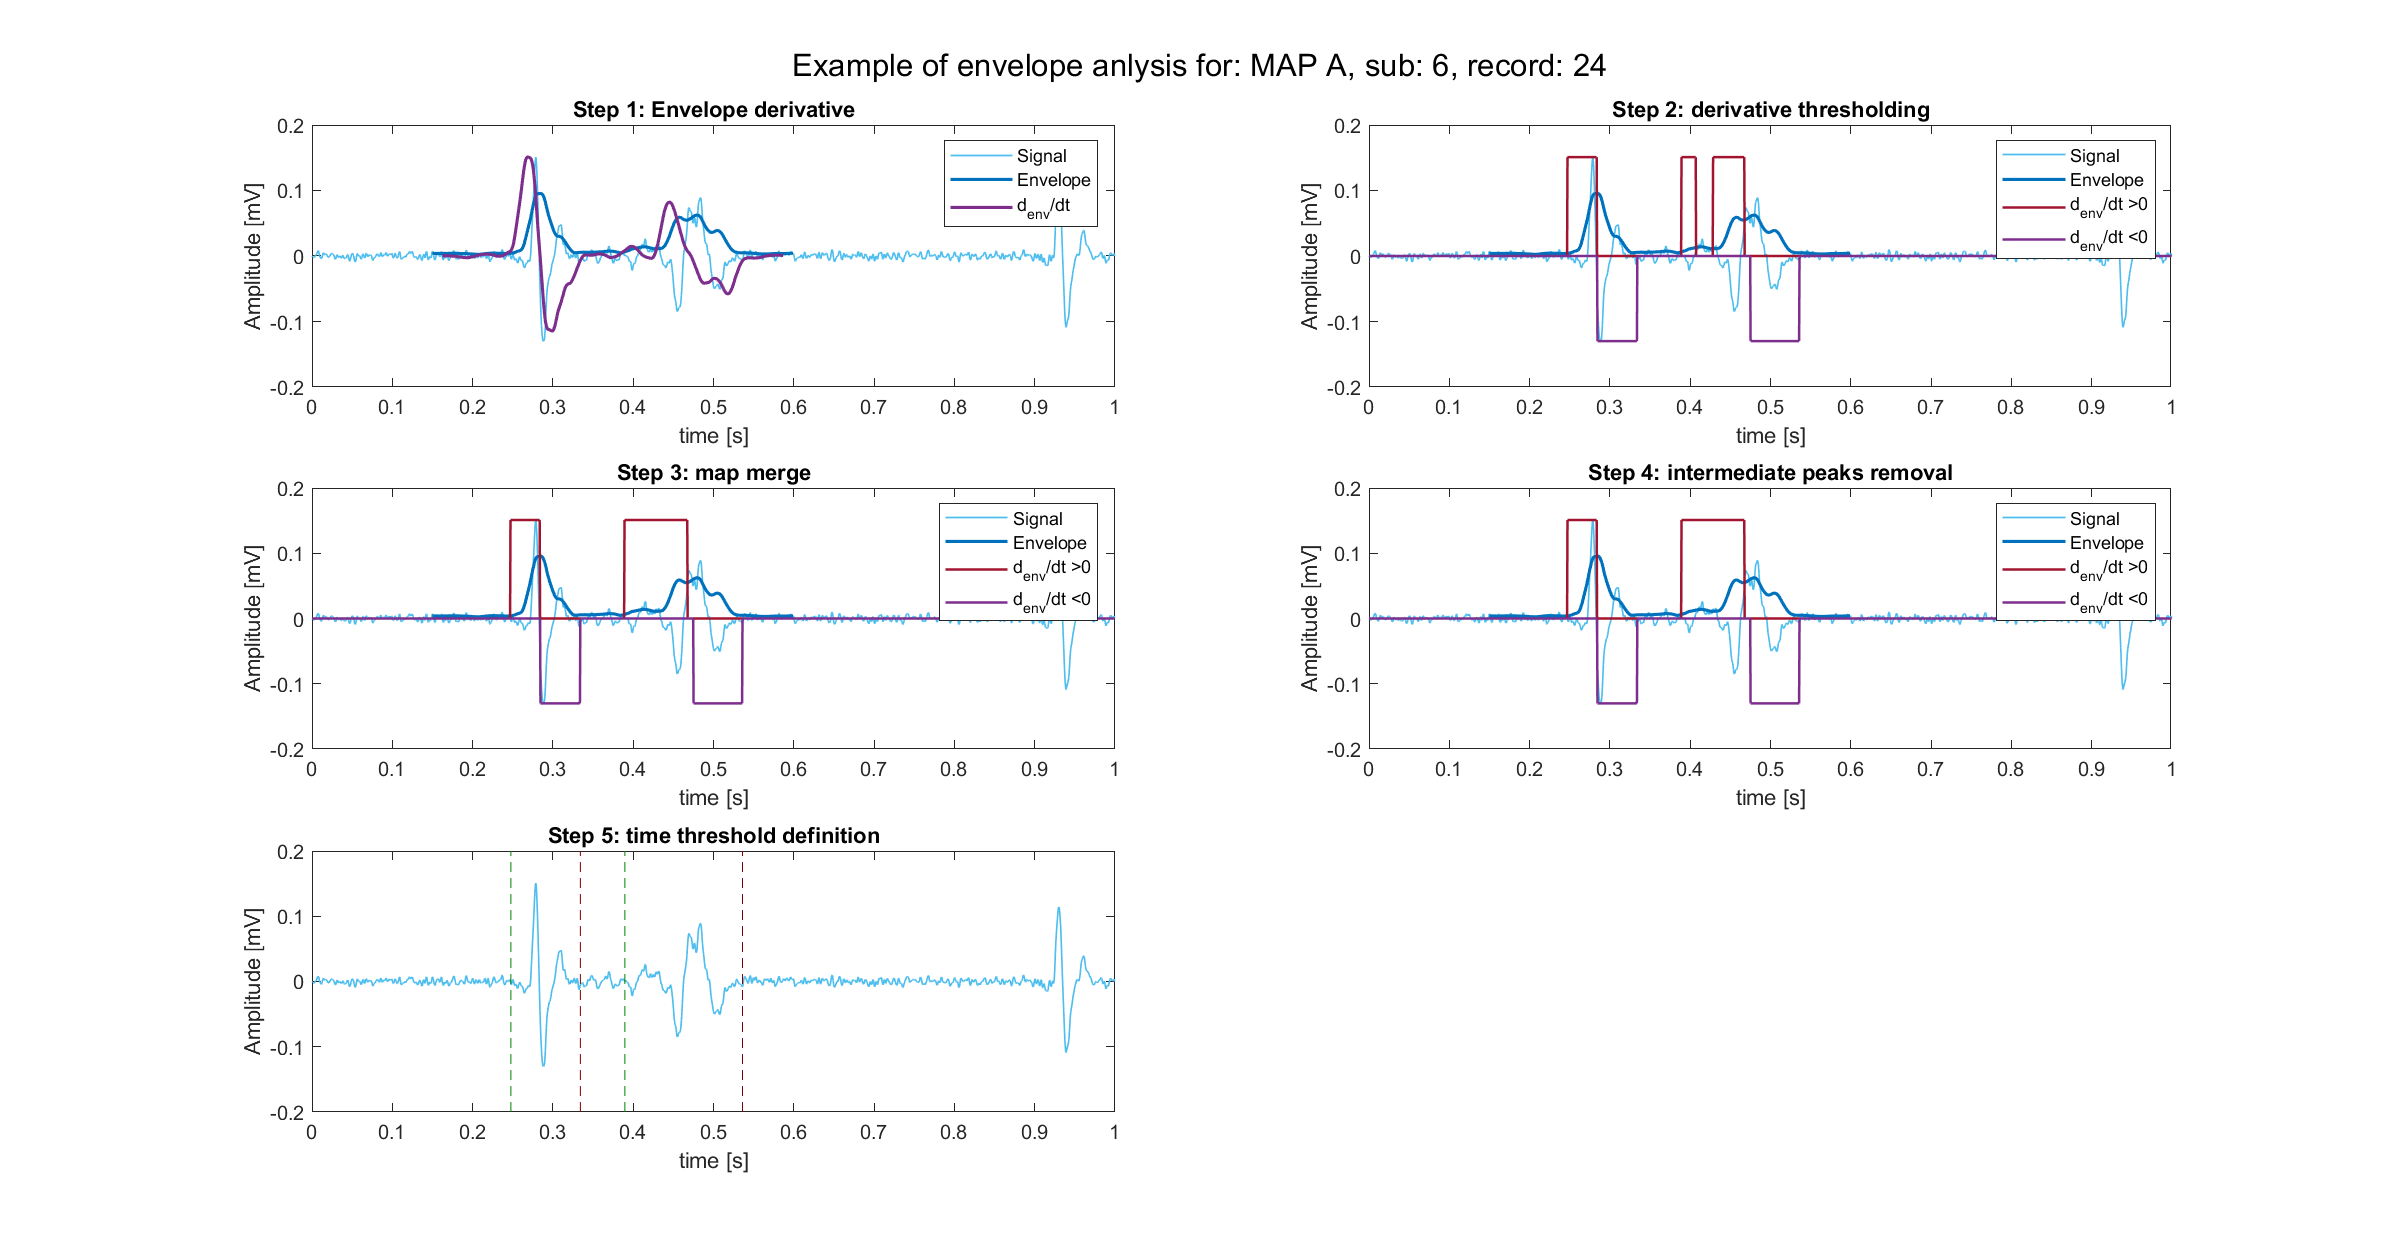 Example of envelope anlysis for: MAP A, sub: 6, record: 24
Step 1: Envelope derivative
0.2
0.1
0
-0.1
-0.2
Amplitude [mV]
0 0.1 0.2 0.3 0.4 0.5 0.6 0.7 0.8 0.9 1
time [s]
Signal
Envelope
d_env/dt
Step 2: derivative thresholding
0.2
0.1
0
-0.1
-0.2
Amplitude [mV]
0 0.1 0.2 0.3 0.4 0.5 0.6 0.7 0.8 0.9 1
time [s]
Signal
Envelope
d_env/dt >0
d_env/dt <0
Step 3: map merge
0.2
0.1
0
-0.1
-0.2
Amplitude [mV]
0 0.1 0.2 0.3 0.4 0.5 0.6 0.7 0.8 0.9 1
time [s]
Signal
Envelope
d_env/dt >0
d_env/dt <0
Step 4: intermediate peaks removal
0.2
0.1
0
-0.1
-0.2
Amplitude [mV]
0 0.1 0.2 0.3 0.4 0.5 0.6 0.7 0.8 0.9 1
time [s]
Signal
Envelope
d_env/dt >0
d_env/dt <0
Step 5: time threshold definition
0.2
0.1
0
-0.1
-0.2
Amplitude [mV]
0 0.1 0.2 0.3 0.4 0.5 0.6 0.7 0.8 0.9 1
time [s]